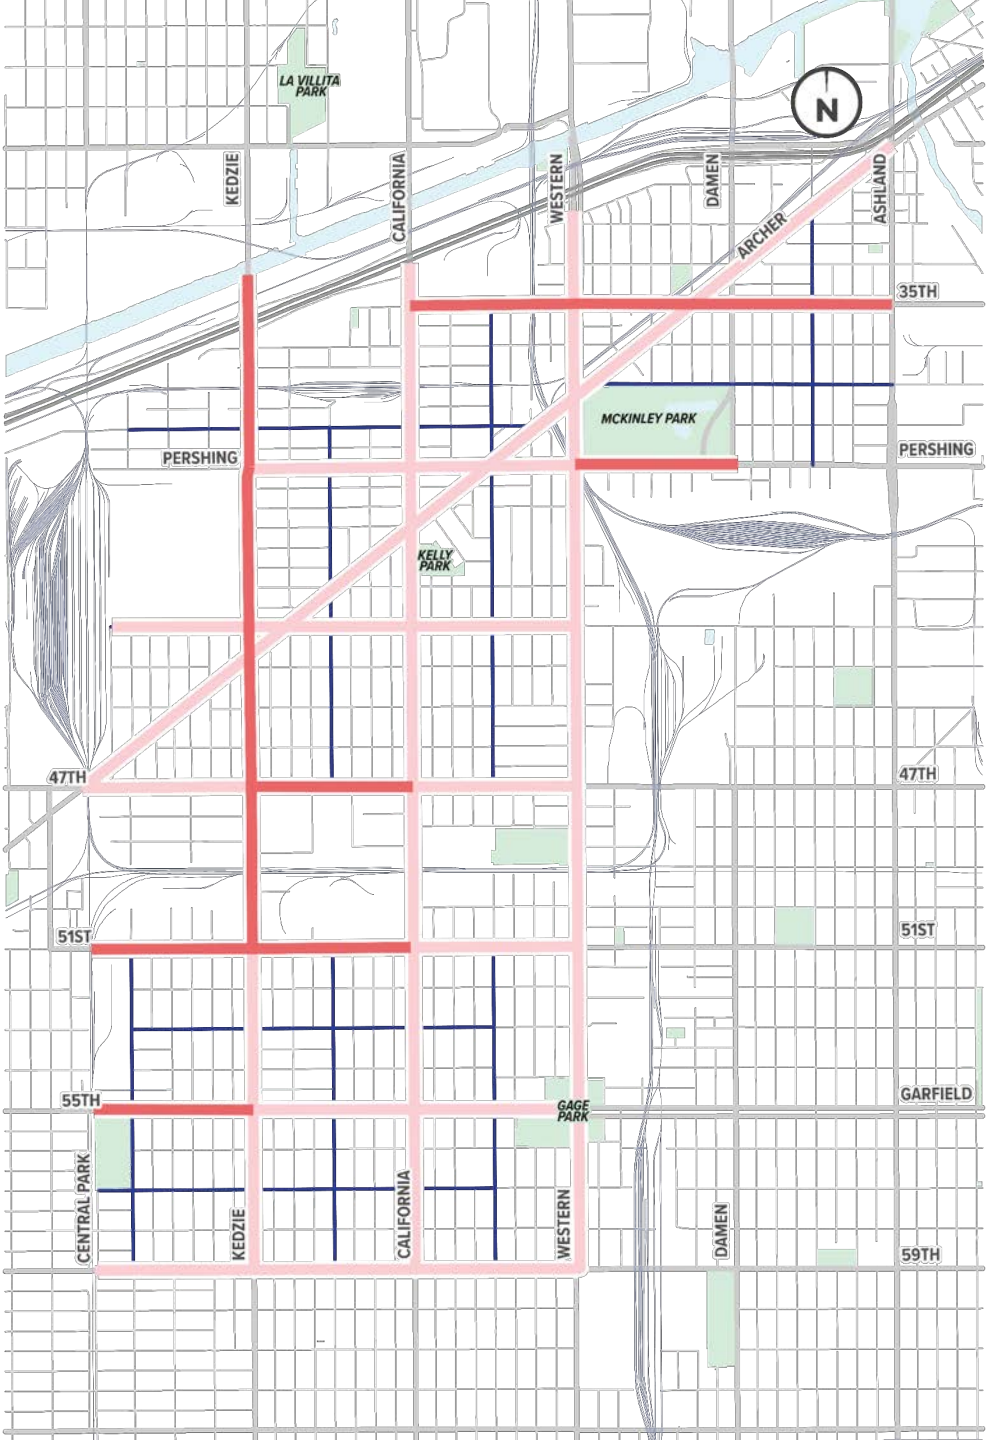 LA VILLITA
PARK
N
KEDZIE
CALIFORNIA
WESTERN
DAMEN
ASHLAND
ARCHER
35TH
MCKINLEY PARK
PERSHING
PERSHING
KELLY
PARK
47TH
47TH
51ST
51ST
55TH
GAGE
PARK
GARFIELD
CENTRAL PARK
KEDZIE
CALIFORNIA
WESTERN
DAMEN
59TH